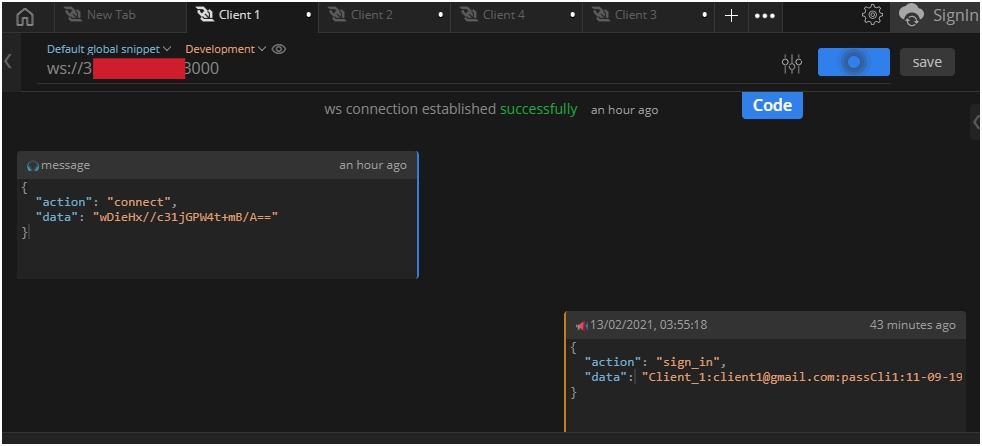 New Tab
Client 1
Client 2
Client 4
Client 3
SignIn
Default global snippet
Development
ws://3
3000
save
ws connection established successfully an hour ago
Code
message
an hour ago
{
"action": "connect",
"data": "wDieHx//c31jGPW4t+mB/A=="
}
13/02/2021, 03:55:18
43 minutes ago
{
"action": "sign_in",
"data": "Client_1:client1@gmail.com:passCli1:11-09-19
}